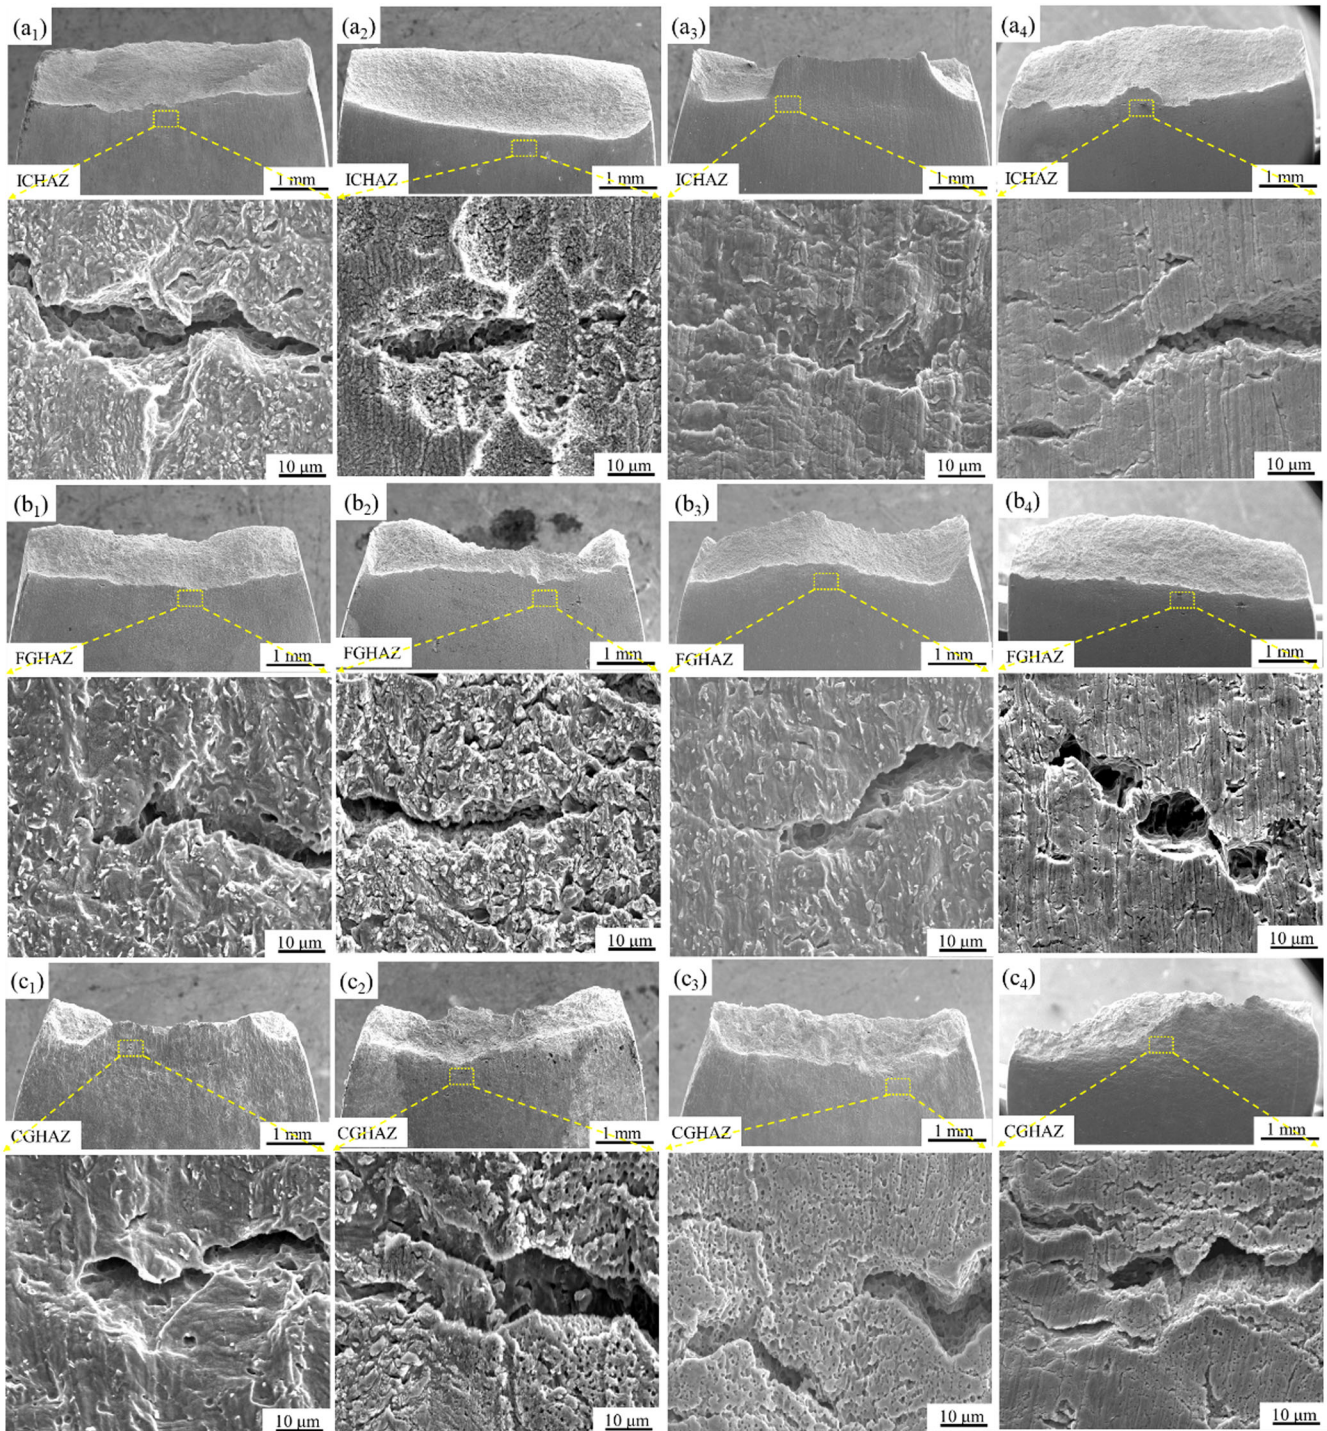 (a1) (a2) (a3) (a4)
ICHAZ 1 mm ICHAZ 1 mm ICHAZ 1 mm ICHAZ 1 mm
10 μm 10 μm 10 μm 10 μm
(b1) (b2) (b3) (b4)
FGHAZ 1 mm FGHAZ 1 mm FGHAZ 1 mm FGHAZ 1 mm
10 μm 10 μm 10 μm 10 μm
(c1) (c2) (c3) (c4)
CGHAZ 1 mm CGHAZ 1 mm CGHAZ 1 mm CGHAZ 1 mm
10 μm 10 μm 10 μm 10 μm